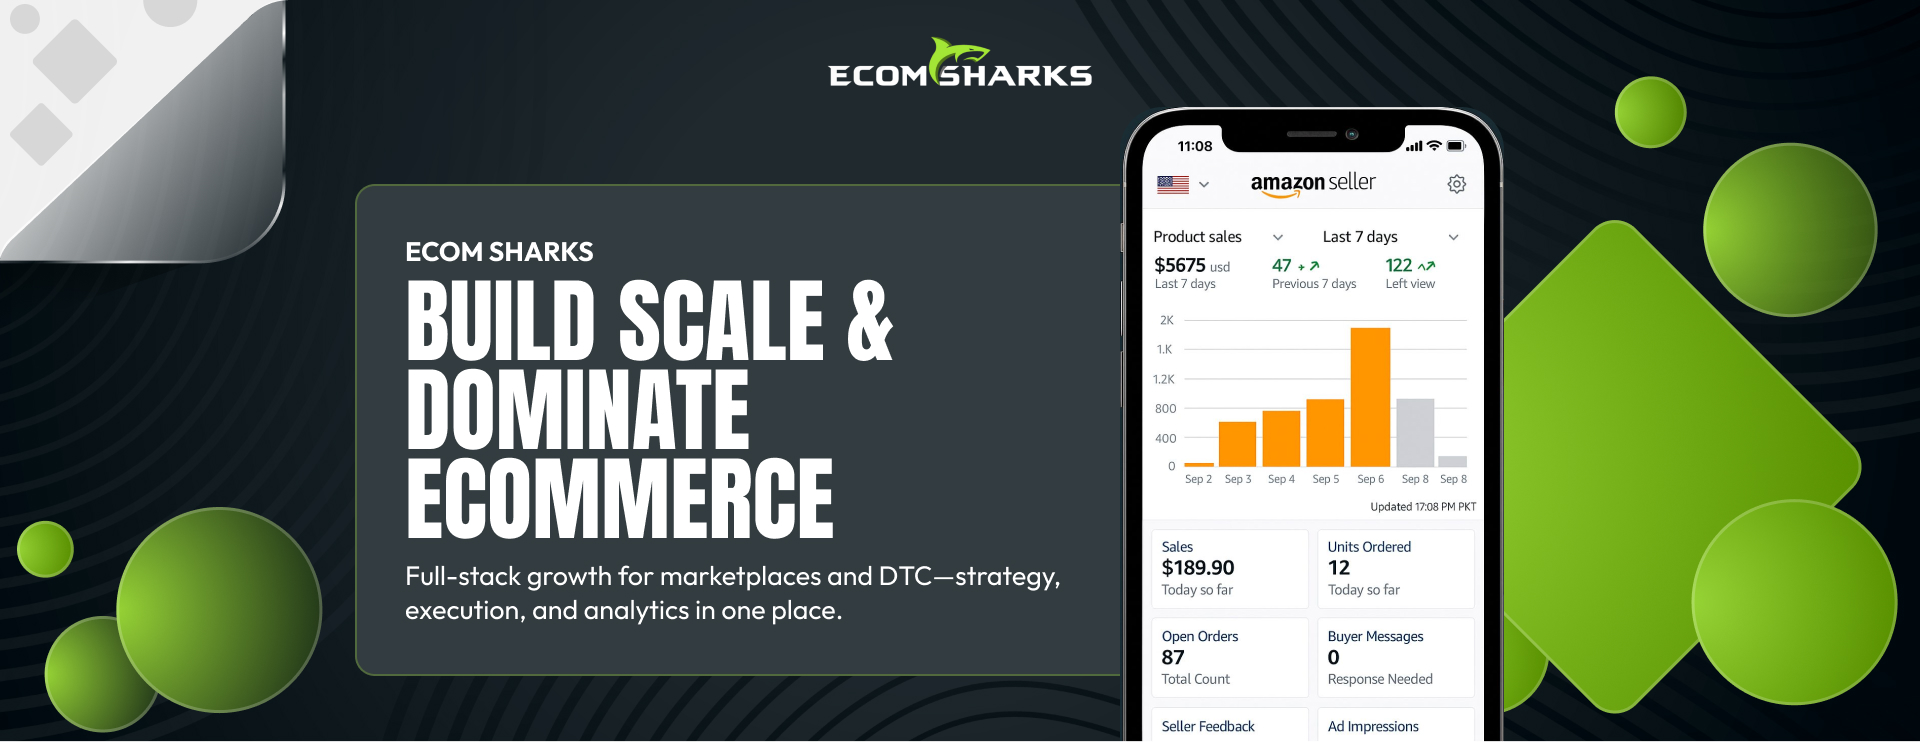 ECOM SHARKS
ECOM SHARKS
BUILD SCALE &
DOMINATE
ECOMMERCE
Full-stack growth for marketplaces and DTC—strategy,
execution, and analytics in one place.
11:08
amazon seller
Product sales Last 7 days
$5675 usd 47 + 122
Last 7 days Previous 7 days Left view
2K
1.K
1.2K
800
400
0
Sep 2 Sep 3 Sep 4 Sep 5 Sep 6 Sep 8 Sep 8
Updated 17:08 PM PKT
Sales Units Ordered
$189.90 12
Today so far Today so far
Open Orders Buyer Messages
87 0
Total Count Response Needed
Seller Feedback Ad Impressions